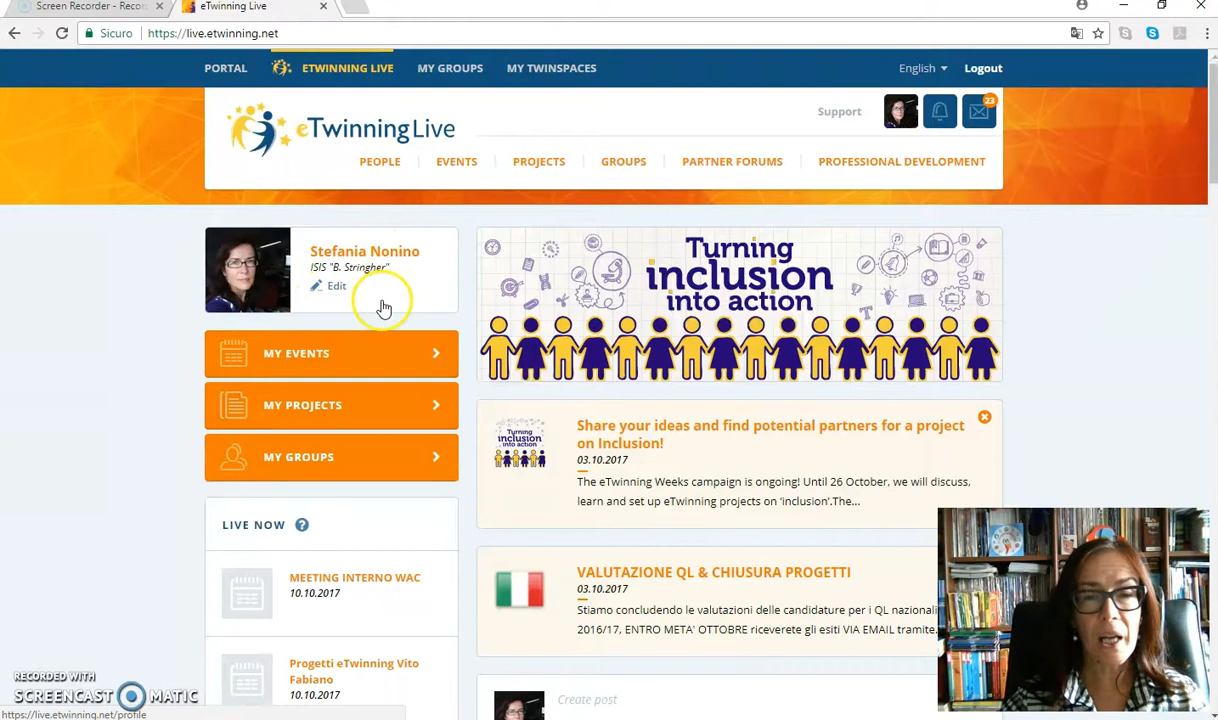 Screen Recorder - Recor
eTwinning Live
Sicuro
https://live.etwinning.net
PORTAL
ETWINNING LIVE
MY GROUPS
MY TWINSPACES
English
Logout
eTwinning Live
Support
23
PEOPLE
EVENTS
PROJECTS
GROUPS
PARTNER FORUMS
PROFESSIONAL DEVELOPMENT
Stefania Nonino
ISIS "B. Stringher"
Edit
MY EVENTS
MY PROJECTS
MY GROUPS
LIVE NOW
MEETING INTERNO WAC
10.10.2017
Progetti eTwinning Vito
Fabiano
10.10.2017
Turning
inclusion
into action
Turning
inclusion
into action
Share your ideas and find potential partners for a project
on Inclusion!
03.10.2017
The eTwinning Weeks campaign is ongoing! Until 26 October, we will discuss,
learn and set up eTwinning projects on ‘inclusion’.The...
VALUTAZIONE QL & CHIUSURA PROGETTI
03.10.2017
Stiamo concludendo le valutazioni delle candidature per i QL nazionali
2016/17, ENTRO META' OTTOBRE riceverete gli esiti VIA EMAIL tramite.
Create post
RECORDED WITH
SCREENCAST MATIC
https://live.etwinning.net/profile